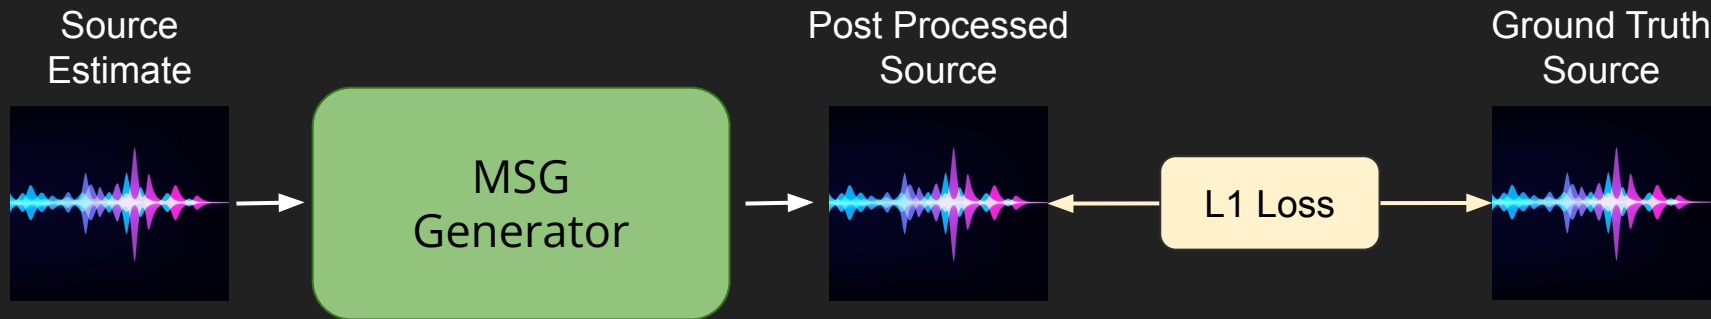 Source
Estimate
MSG
Generator
Post Processed
Source
L1 Loss
Ground Truth
Source